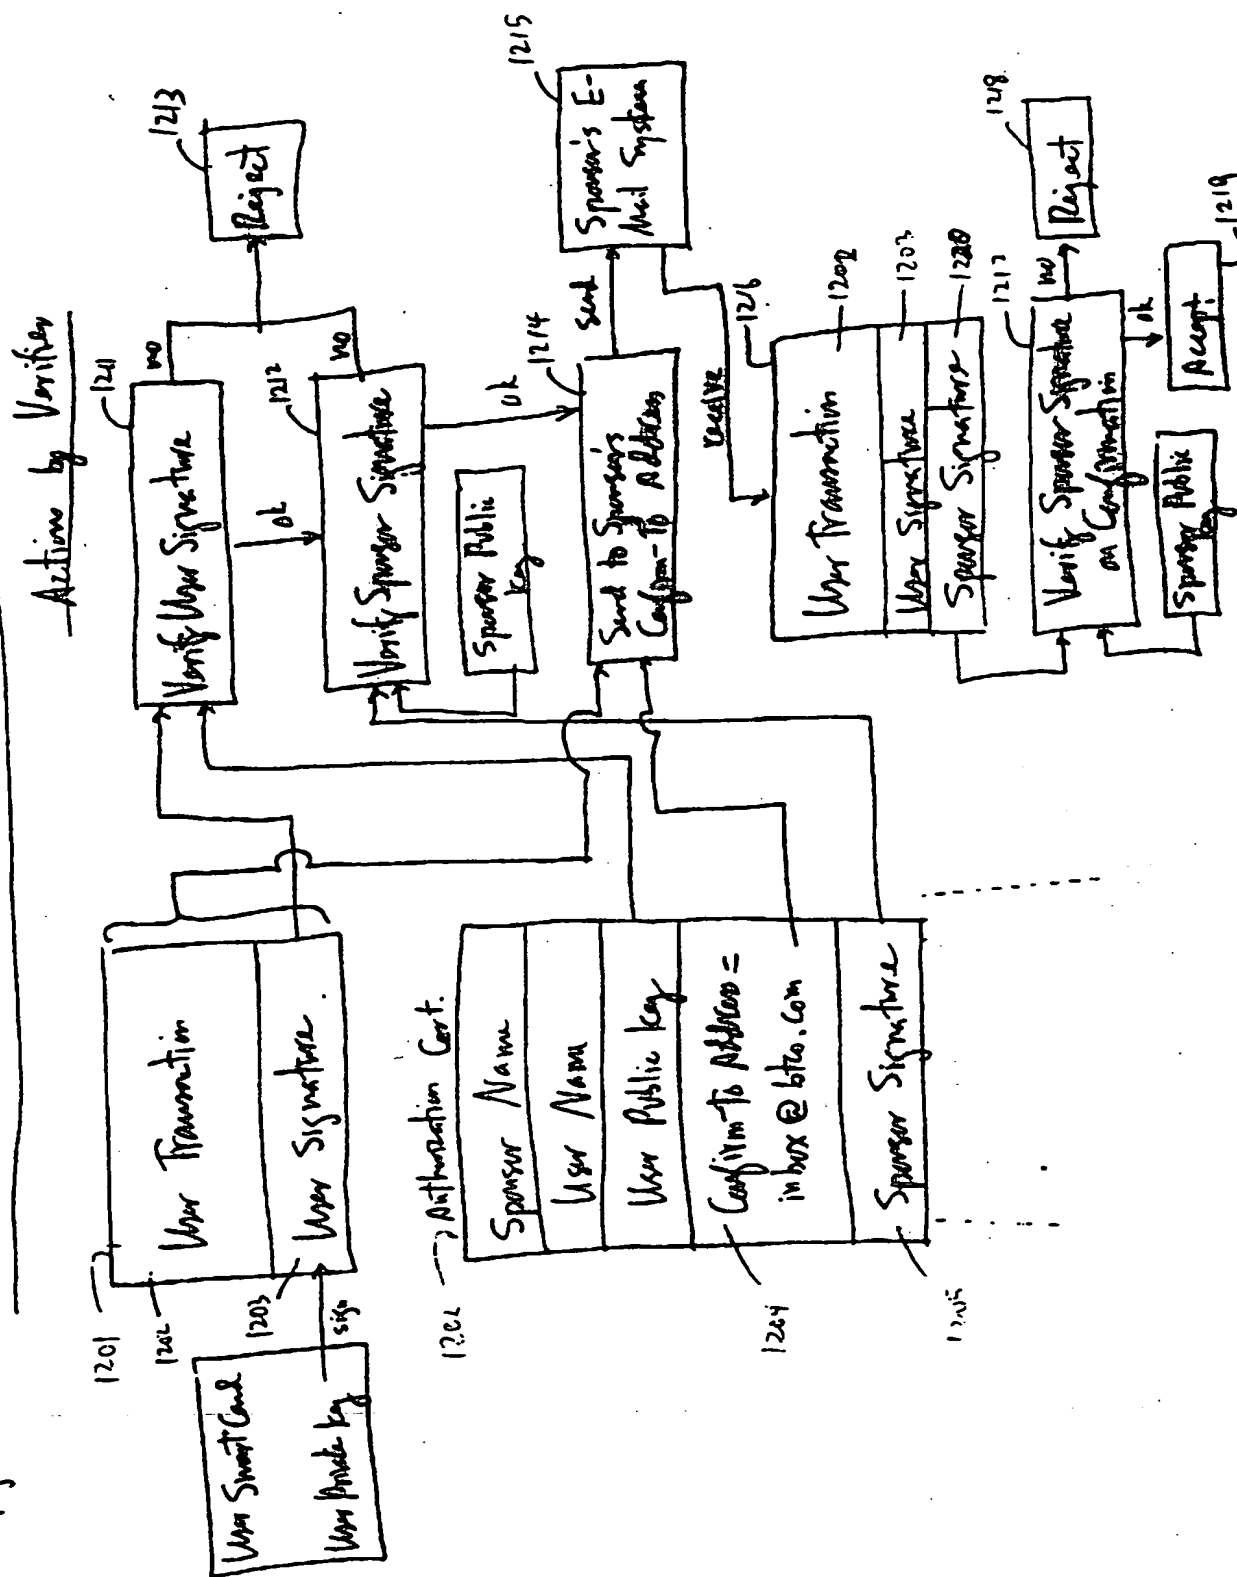 Action by Verifier
1201
1202
User Transaction
1203
User Signature
User Smart Card
User Private Key
sign
Authorization Cert.
Sponsor Name
User Name
User Public Key
Confirm To Address =
inbox@btco.com
1204
Sponsor Signature
1211
Verify User Signature
no
ok
1212
Verify Sponsor Signature
no
1213
Reject
Sponsor Public
Key
ok
1214
Send to Sponsor's
Confirm-To Address
send
1215
Sponsor's E-
Mail System
receive
1216
User Transaction
1202
User Signature
1203
Sponsor Signature
1220
1217
Verify Sponsor Signature
on Confirmation
no
1218
Reject
ok
Accept
1219
Sponsor Public
Key